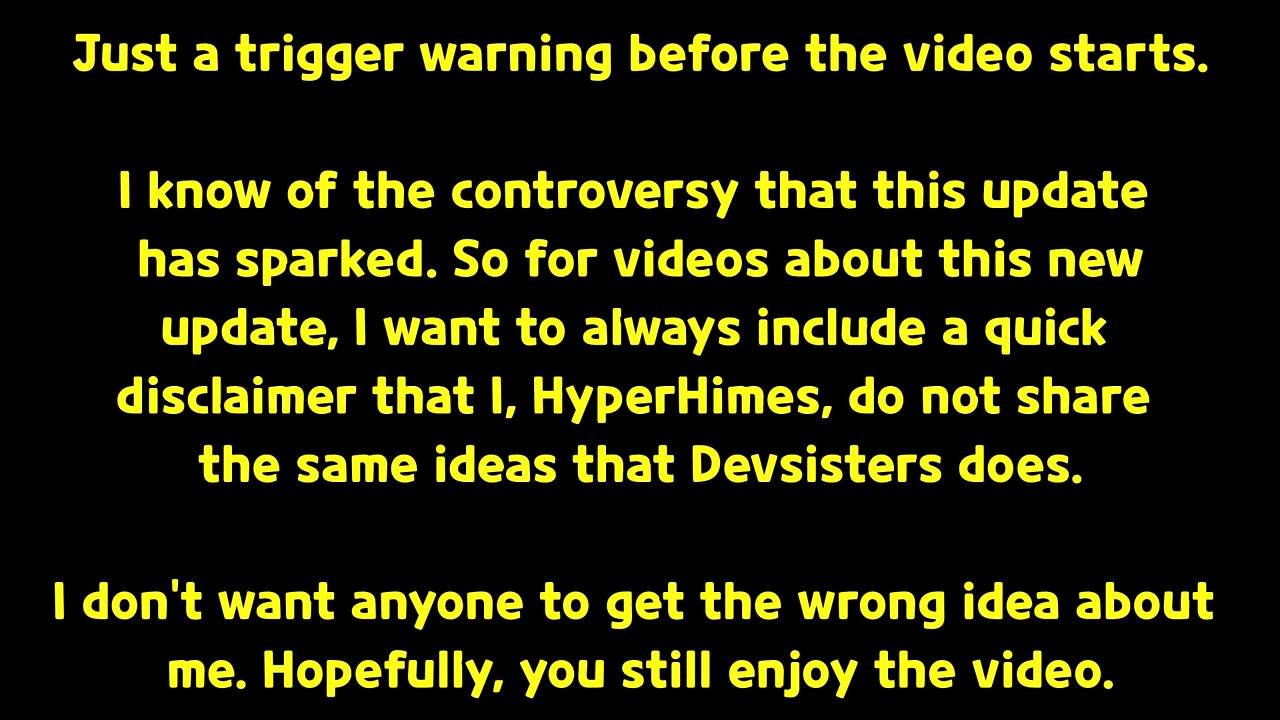 Just a trigger warning before the video starts.
I know of the controversy that this update
has sparked. So for videos about this new
update, I want to always include a quick
disclaimer that I, HyperHimes, do not share
the same ideas that Devsisters does.
I don't want anyone to get the wrong idea about
me. Hopefully, you still enjoy the video.